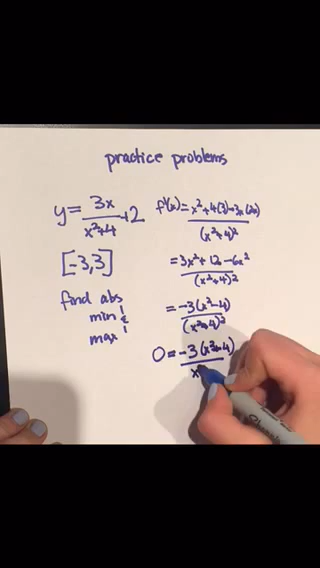 practice problems
y = 3x/(x²+4) + 2
[-3,3]
find abs
min &
max
f'(x) = x²+4(3)-3x(2x)/(x²+4)²
= 3x²+12-6x²/(x²+4)²
= -3(x²-4)/(x²+4)²
0 = -3(x²-4)/x